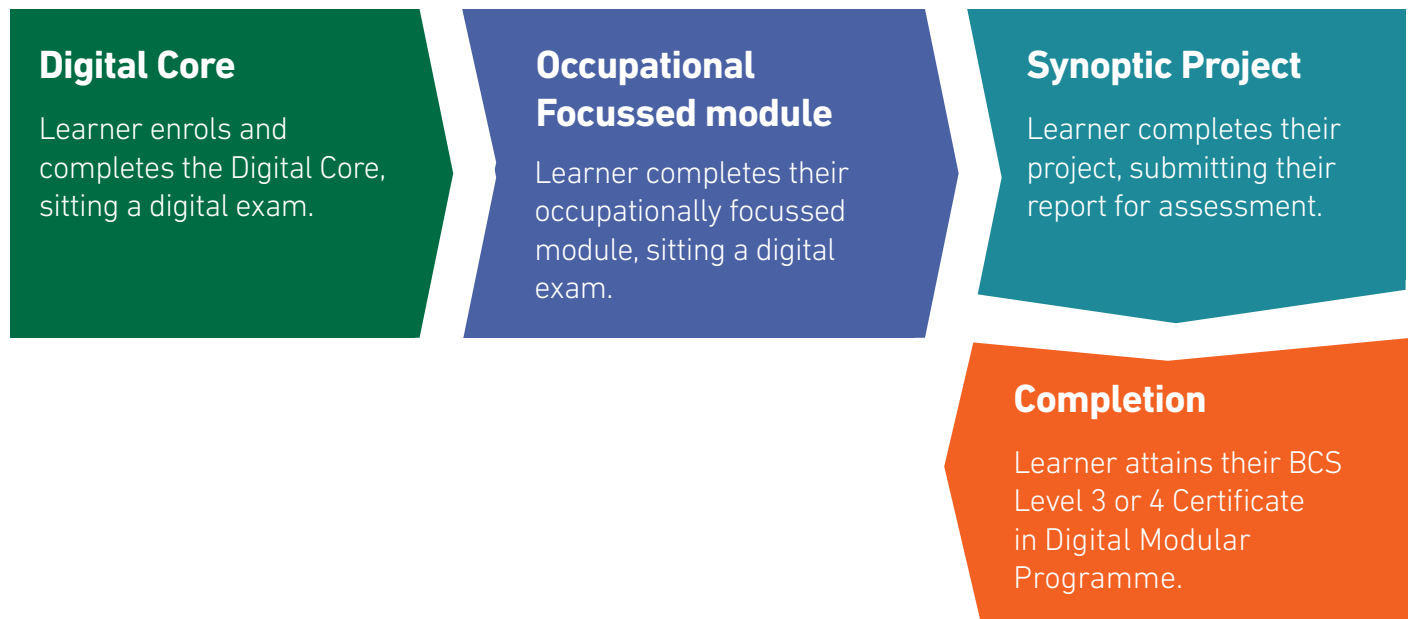 Digital Core
Learner enrols and
completes the Digital Core,
sitting a digital exam.
Occupational
Focussed module
Learner completes their
occupationally focussed
module, sitting a digital
exam.
Synoptic Project
Learner completes their
project, submitting their
report for assessment.
Completion
Learner attains their BCS
Level 3 or 4 Certificate
in Digital Modular
Programme.